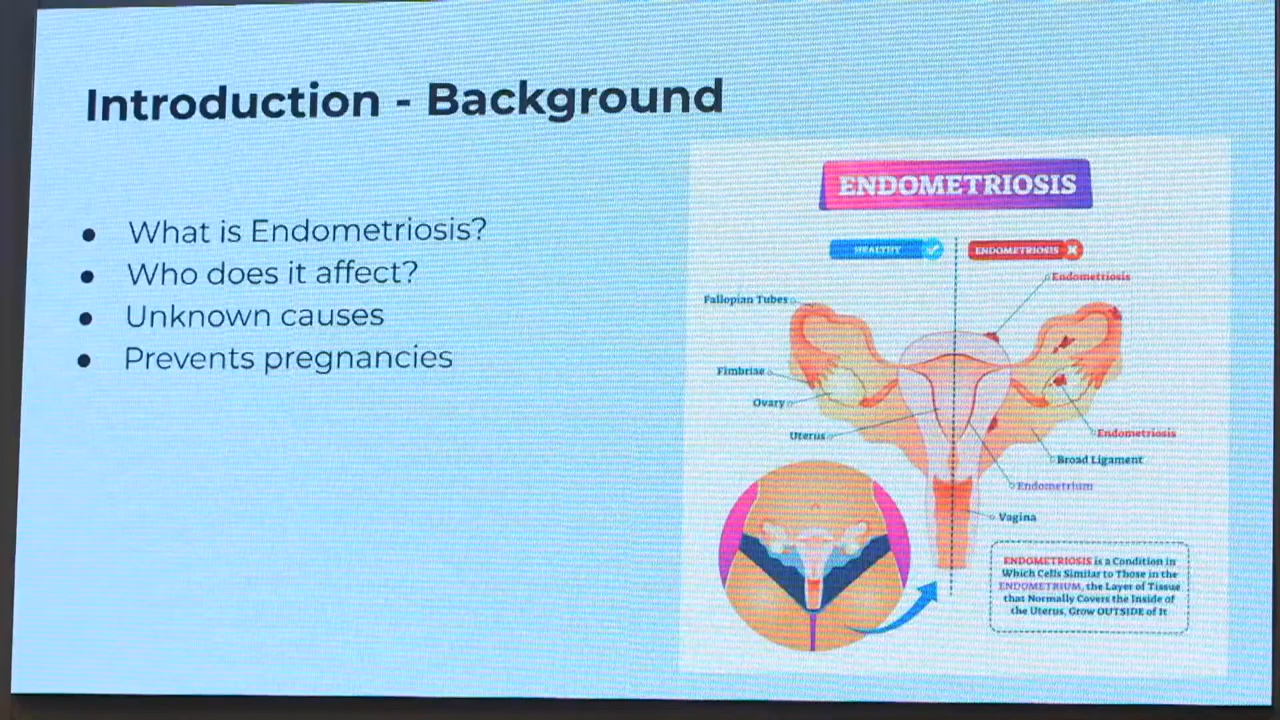 Introduction - Background
What is Endometriosis?
Who does it affect?
Unknown causes
Prevents pregnancies
ENDOMETRIOSIS
HEALTHY
ENDOMETRIOSIS
Endometriosis
Fallopian Tubes
Fimbriae
Ovary
Uterus
Endometriosis
Broad Ligament
Endometrium
Vagina
ENDOMETRIOSIS is a Condition in
Which Cells Similar to Those in the
ENDOMETRIUM, the Layer of Tissue
that Normally Covers the Inside of
the Uterus, Grow OUTSIDE of It